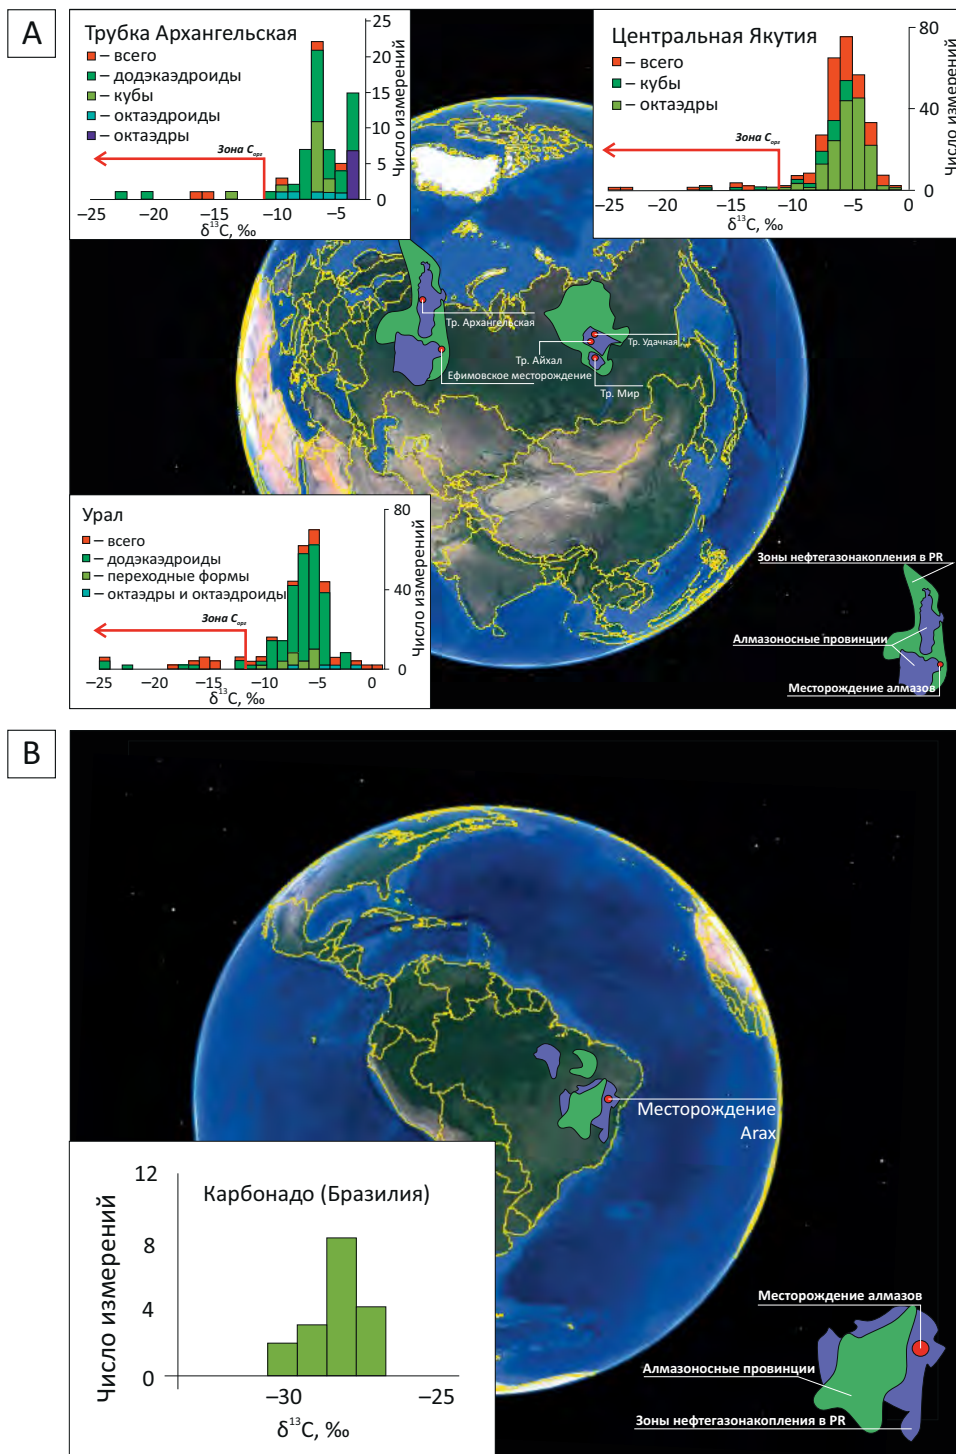 A
Трубка Архангельская
– всего
– додэкаэдроиды
– кубы
– октаэдроиды
– октаэдры
Зона Cорг
25
20
15
10
5
0
Число измерений
–25
–20
–15
–10
–5
δ13C, ‰
Центральная Якутия
– всего
– кубы
– октаэдры
Зона Cорг
80
40
0
Число измерений
–25
–20
–15
–10
–5
0
δ13C, ‰
Тр. Архангельская
Тр. Удачная
Тр. Айхал
Ефимовское месторождение
Тр. Мир
Урал
– всего
– додэкаэдроиды
– переходные формы
– октаэдры и октаэдроиды
Зона Cорг
80
40
0
Число измерений
–25
–20
–15
–10
–5
0
δ13C, ‰
Зоны нефтегазонакопления в PR
Алмазоносные провинции
Месторождение алмазов
B
Месторождение
Arax
Карбонадо (Бразилия)
12
8
4
0
Число измерений
–30
–25
δ13C, ‰
Месторождение алмазов
Алмазоносные провинции
Зоны нефтегазонакопления в PR